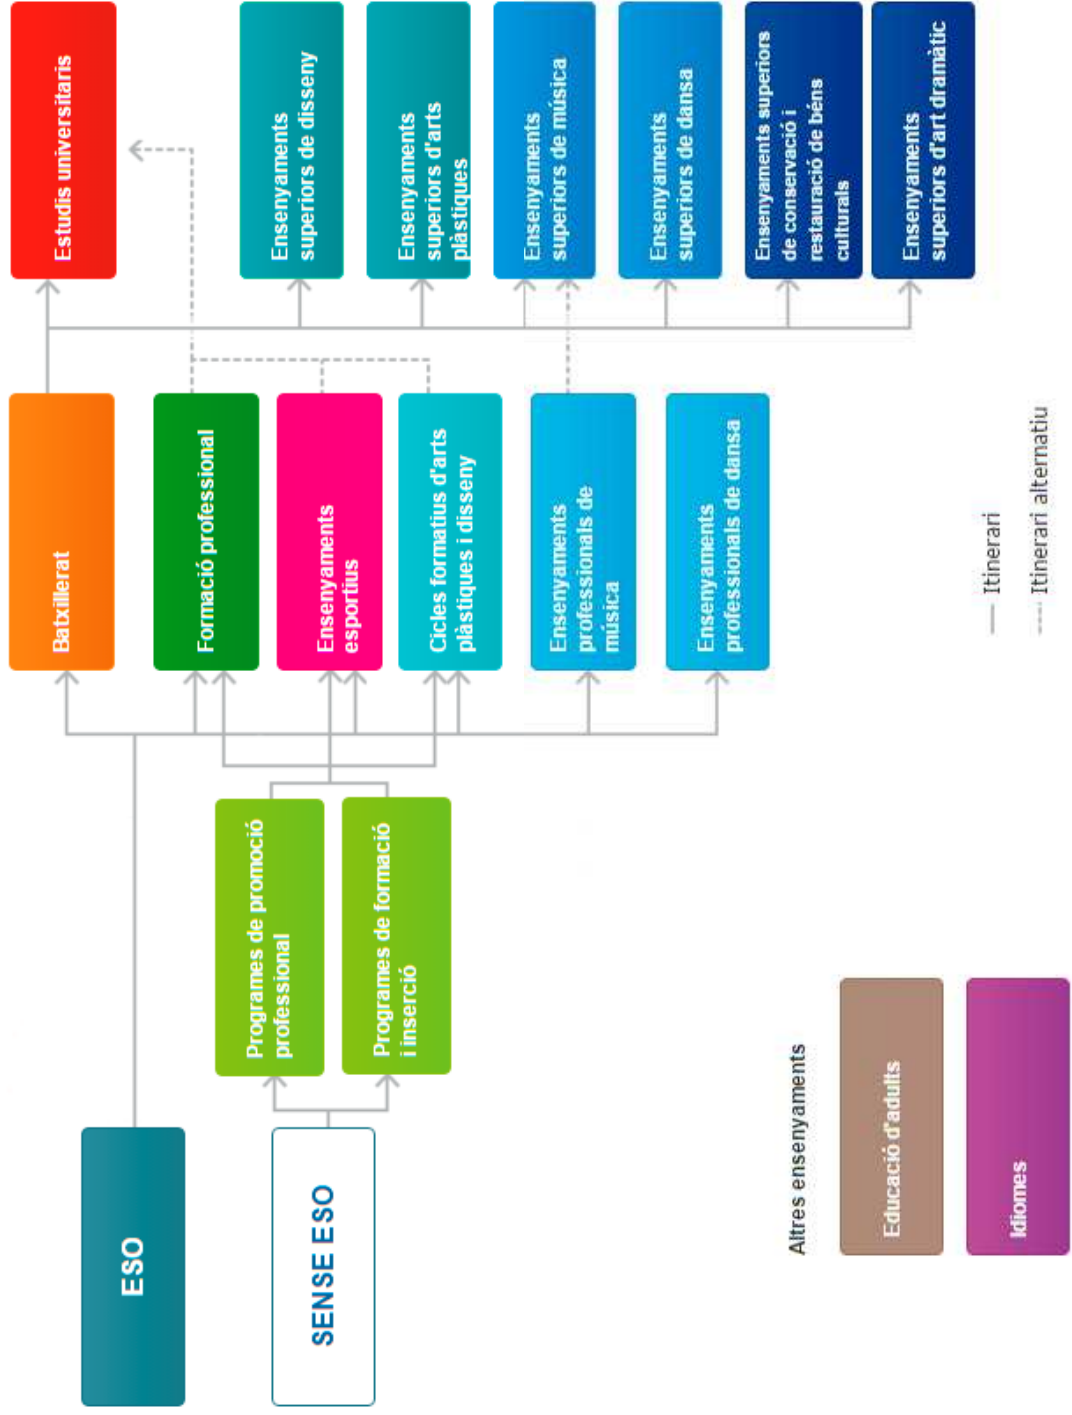 ESO
SENSE ESO
Programes de promoció
professional
Programes de formació
i inserció
Batxillerat
Formació professional
Ensenyaments
esportius
Cicles formatius d'arts
plàstiques i disseny
Ensenyaments
professionals de
música
Ensenyaments
professionals de dansa
Estudis universitaris
Ensenyaments
superiors de disseny
Ensenyaments
superiors d'arts
plàstiques
Ensenyaments
superiors de música
Ensenyaments
superiors de dansa
Ensenyaments superiors
de conservació i
restauració de béns
culturals
Ensenyaments
superiors d'art dramàtic
Altres ensenyaments
Educació d'adults
Idiomes
Itinerari
Itinerari alternatiu